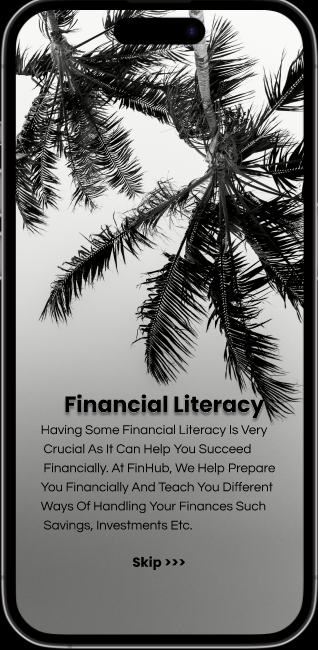 Financial Literacy
Having Some Financial Literacy Is Very
Crucial As It Can Help You Succeed
Financially. At FinHub, We Help Prepare
You Financially And Teach You Different
Ways Of Handling Your Finances Such
Savings, Investments Etc.
Skip >>>